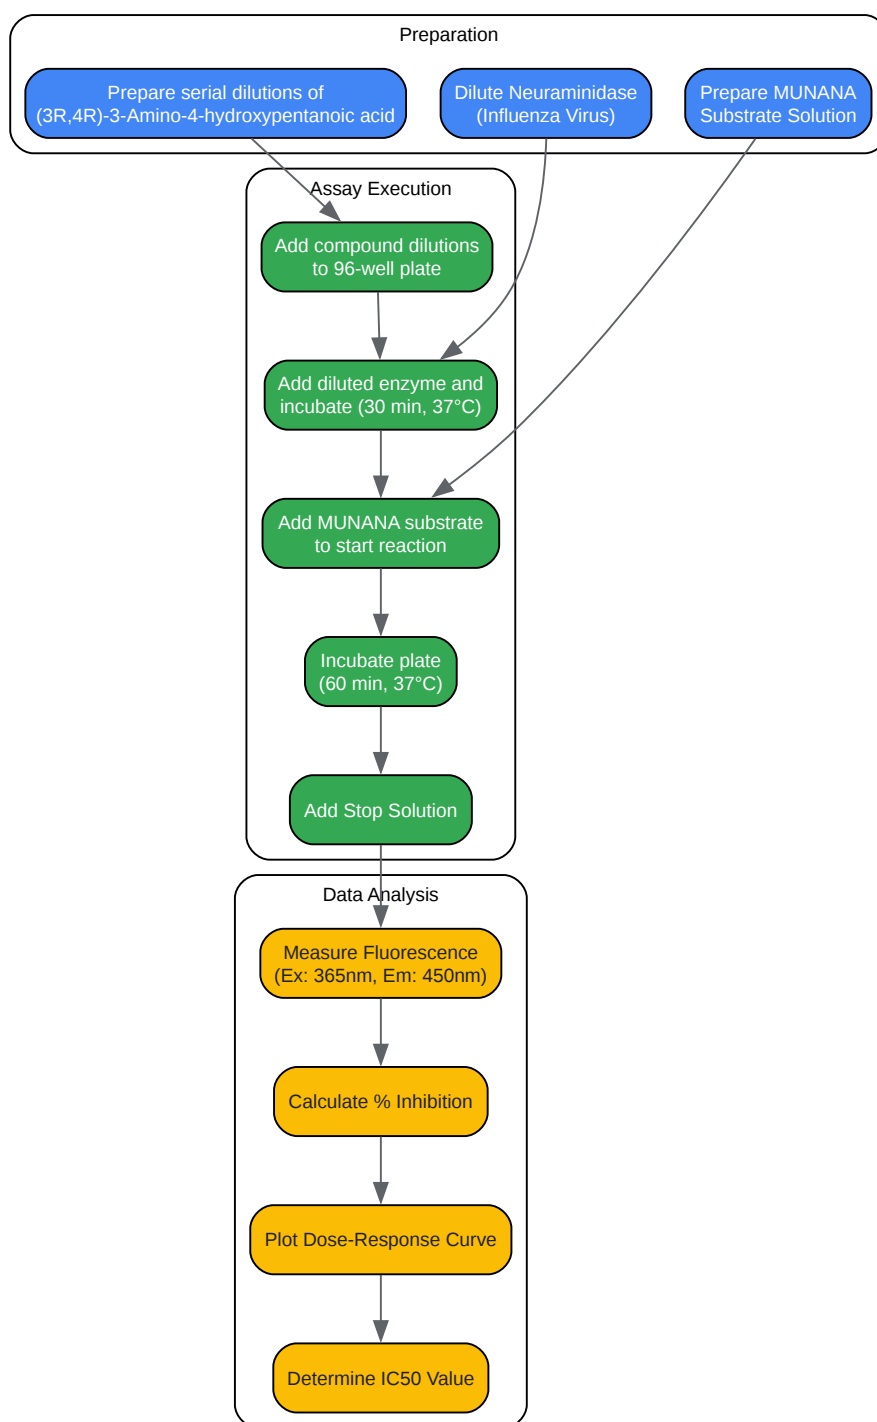 Preparation
Prepare serial dilutions of
(3R,4R)-3-Amino-4-hydroxypentanoic acid
Dilute Neuraminidase
(Influenza Virus)
Prepare MUNANA
Substrate Solution
Assay Execution
Add compound dilutions
to 96-well plate
Add diluted enzyme and
incubate (30 min, 37°C)
Add MUNANA substrate
to start reaction
Incubate plate
(60 min, 37°C)
Add Stop Solution
Data Analysis
Measure Fluorescence
(Ex: 365nm, Em: 450nm)
Calculate % Inhibition
Plot Dose-Response Curve
Determine IC50 Value